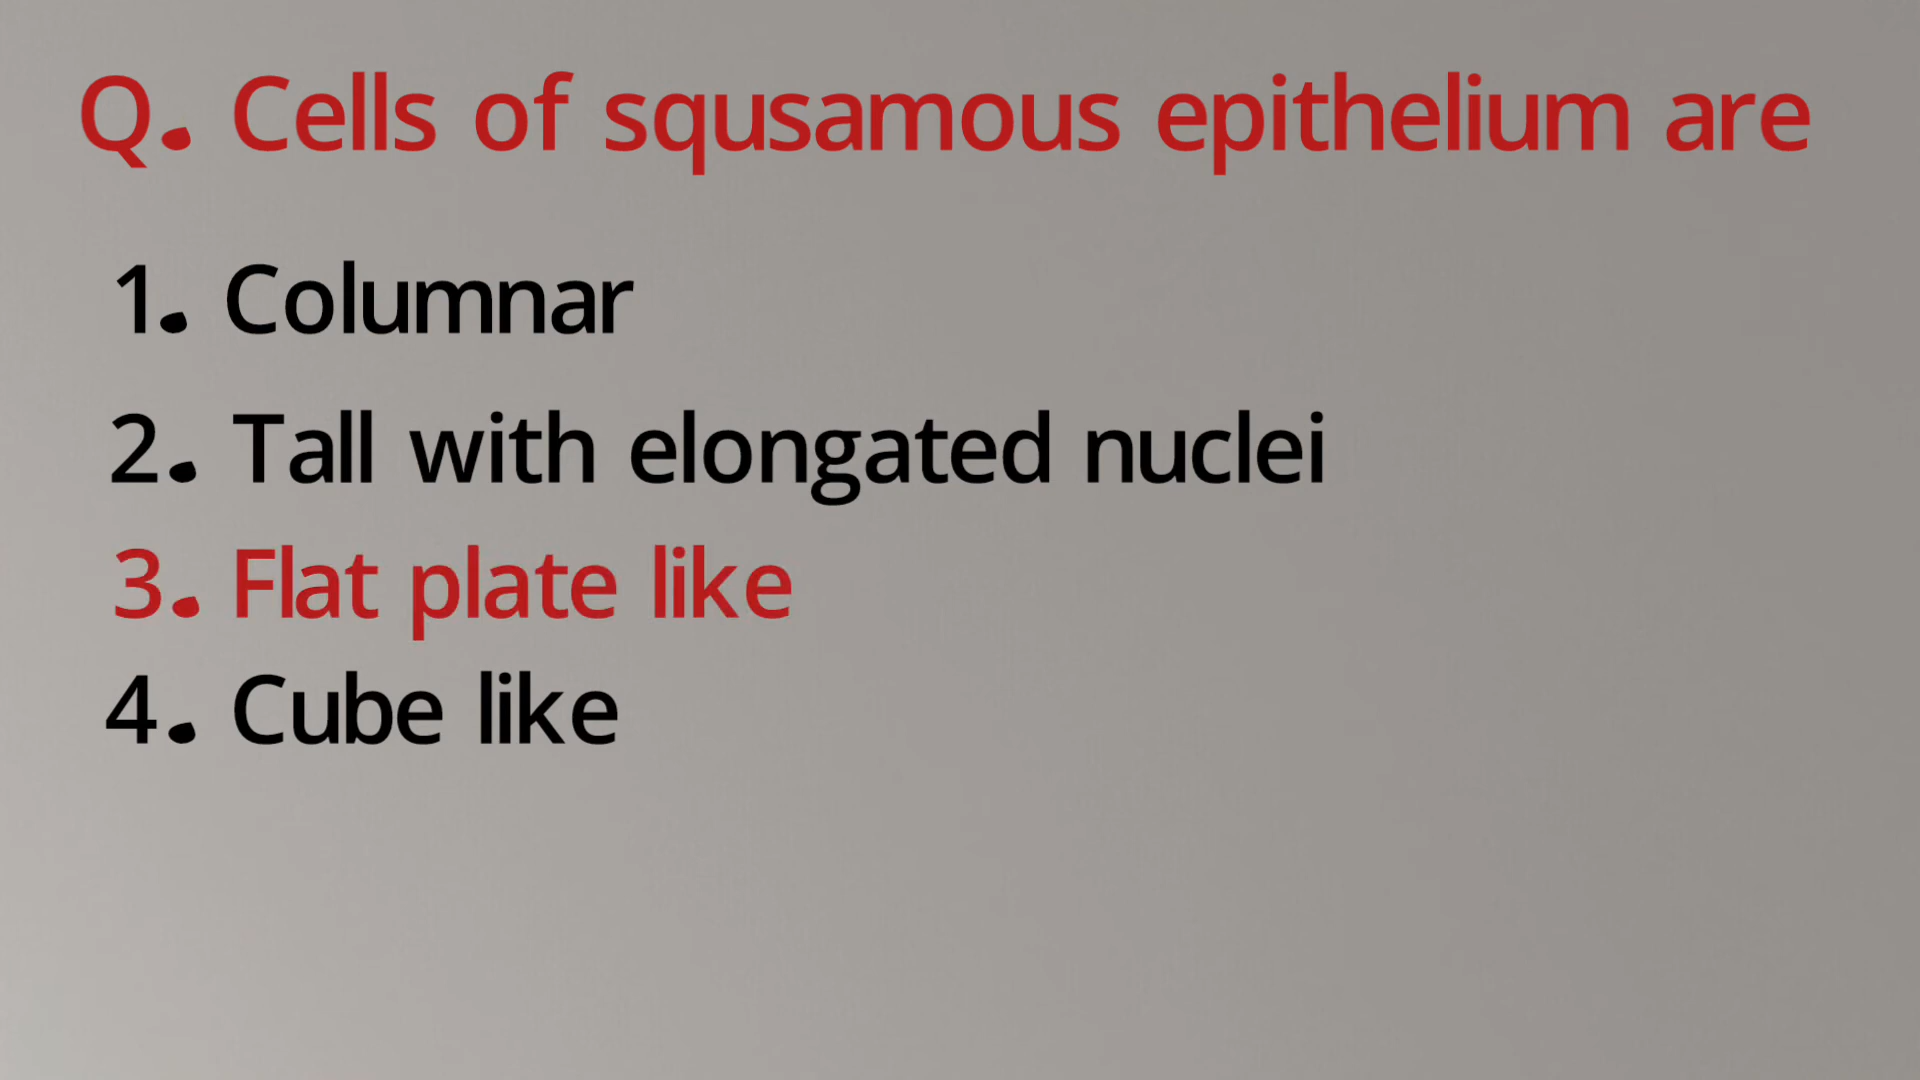 Q. Cells of squsamous epithelium are
1. Columnar
2. Tall with elongated nuclei
3. Flat plate like
4. Cube like